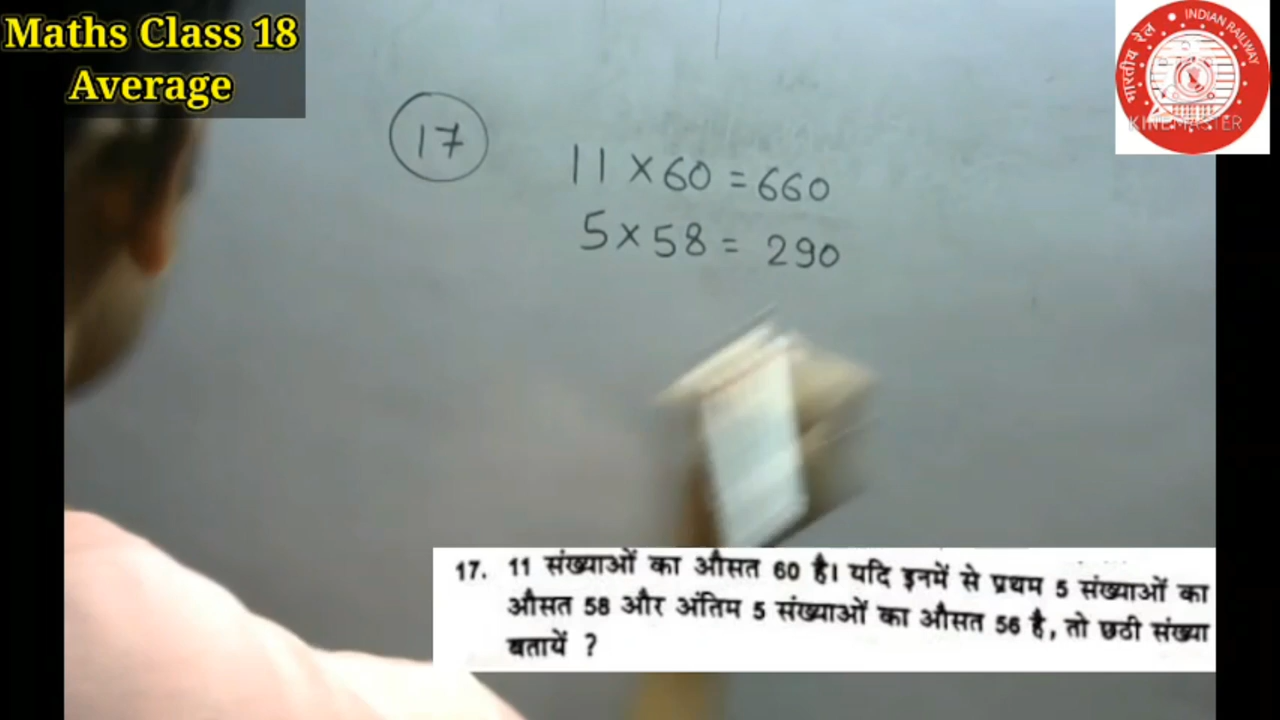 Maths Class 18
Average
INDIAN RAILWAY
भारतीय रेल
KINEMASTER
17
11 × 60 = 660
5 × 58 = 290
17. 11 संख्याओं का औसत 60 है। यदि इनमें से प्रथम 5 संख्याओं का
औसत 58 और अंतिम 5 संख्याओं का औसत 56 है, तो छठी संख्या
बतायें ?